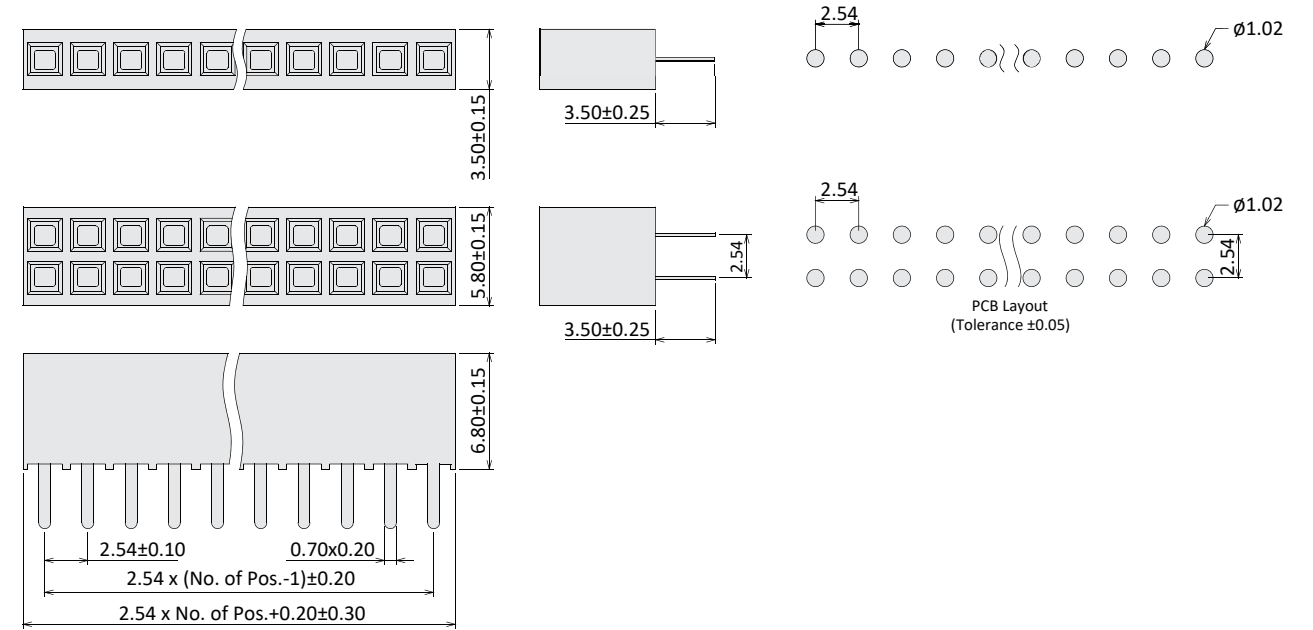 3.50±0.15
3.50±0.25
2.54
ø1.02
5.80±0.15
2.54
3.50±0.25
2.54
ø1.02
2.54
PCB Layout
(Tolerance ±0.05)
6.80±0.15
2.54±0.10
0.70x0.20
2.54 x (No. of Pos.-1)±0.20
2.54 x No. of Pos.+0.20±0.30